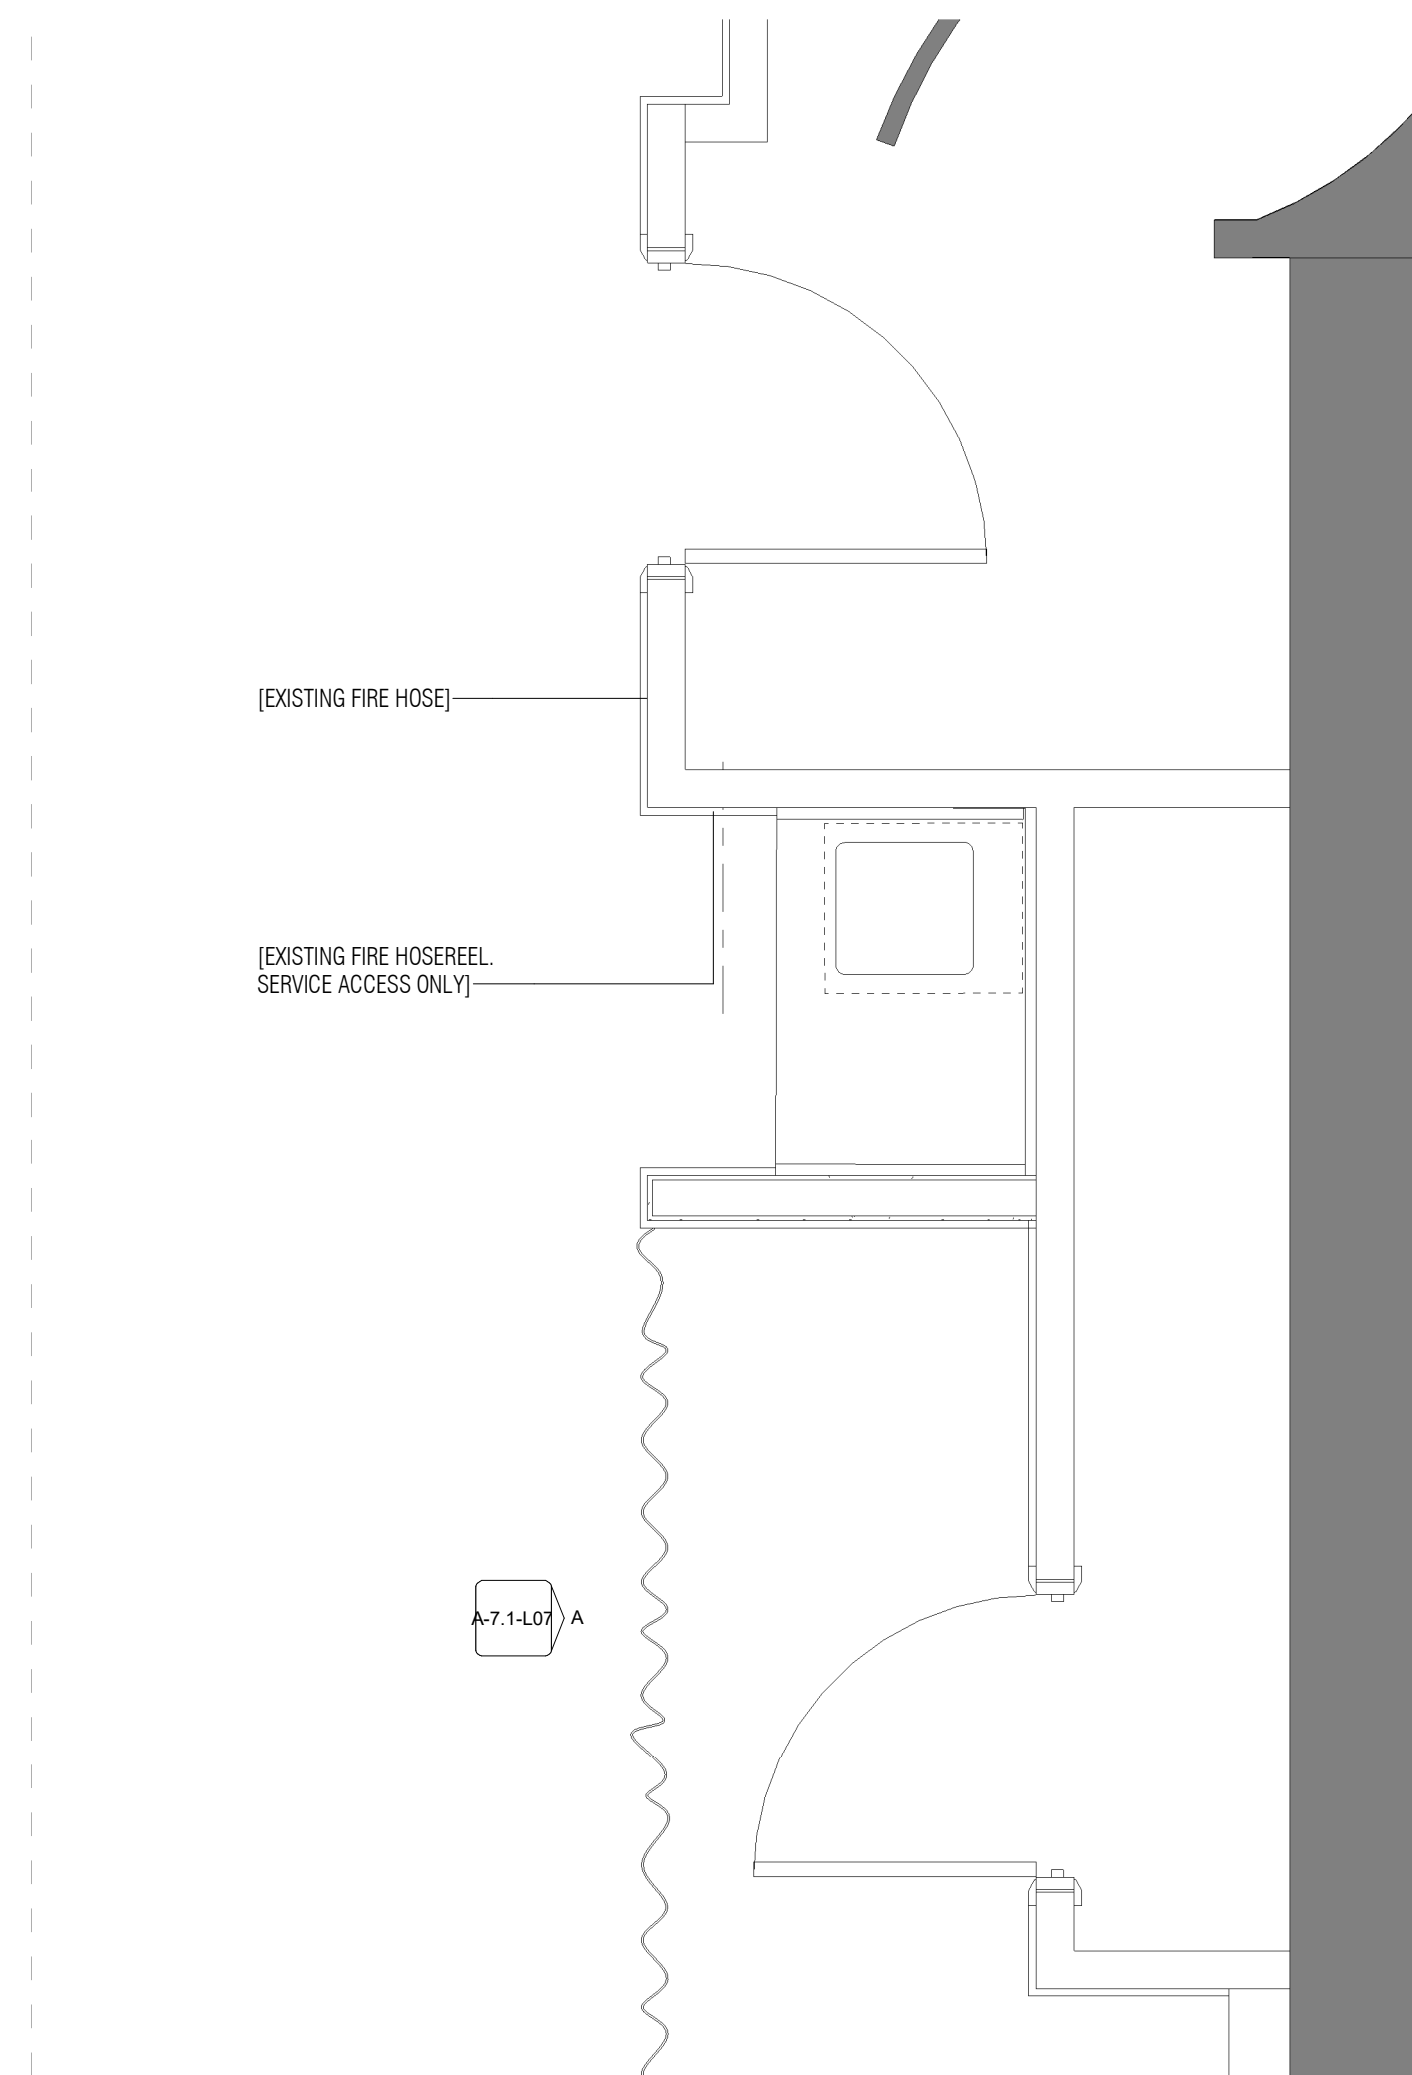 [EXISTING FIRE HOSE]
[EXISTING FIRE HOSEREEL.
SERVICE ACCESS ONLY]
A-7.1-L07 A